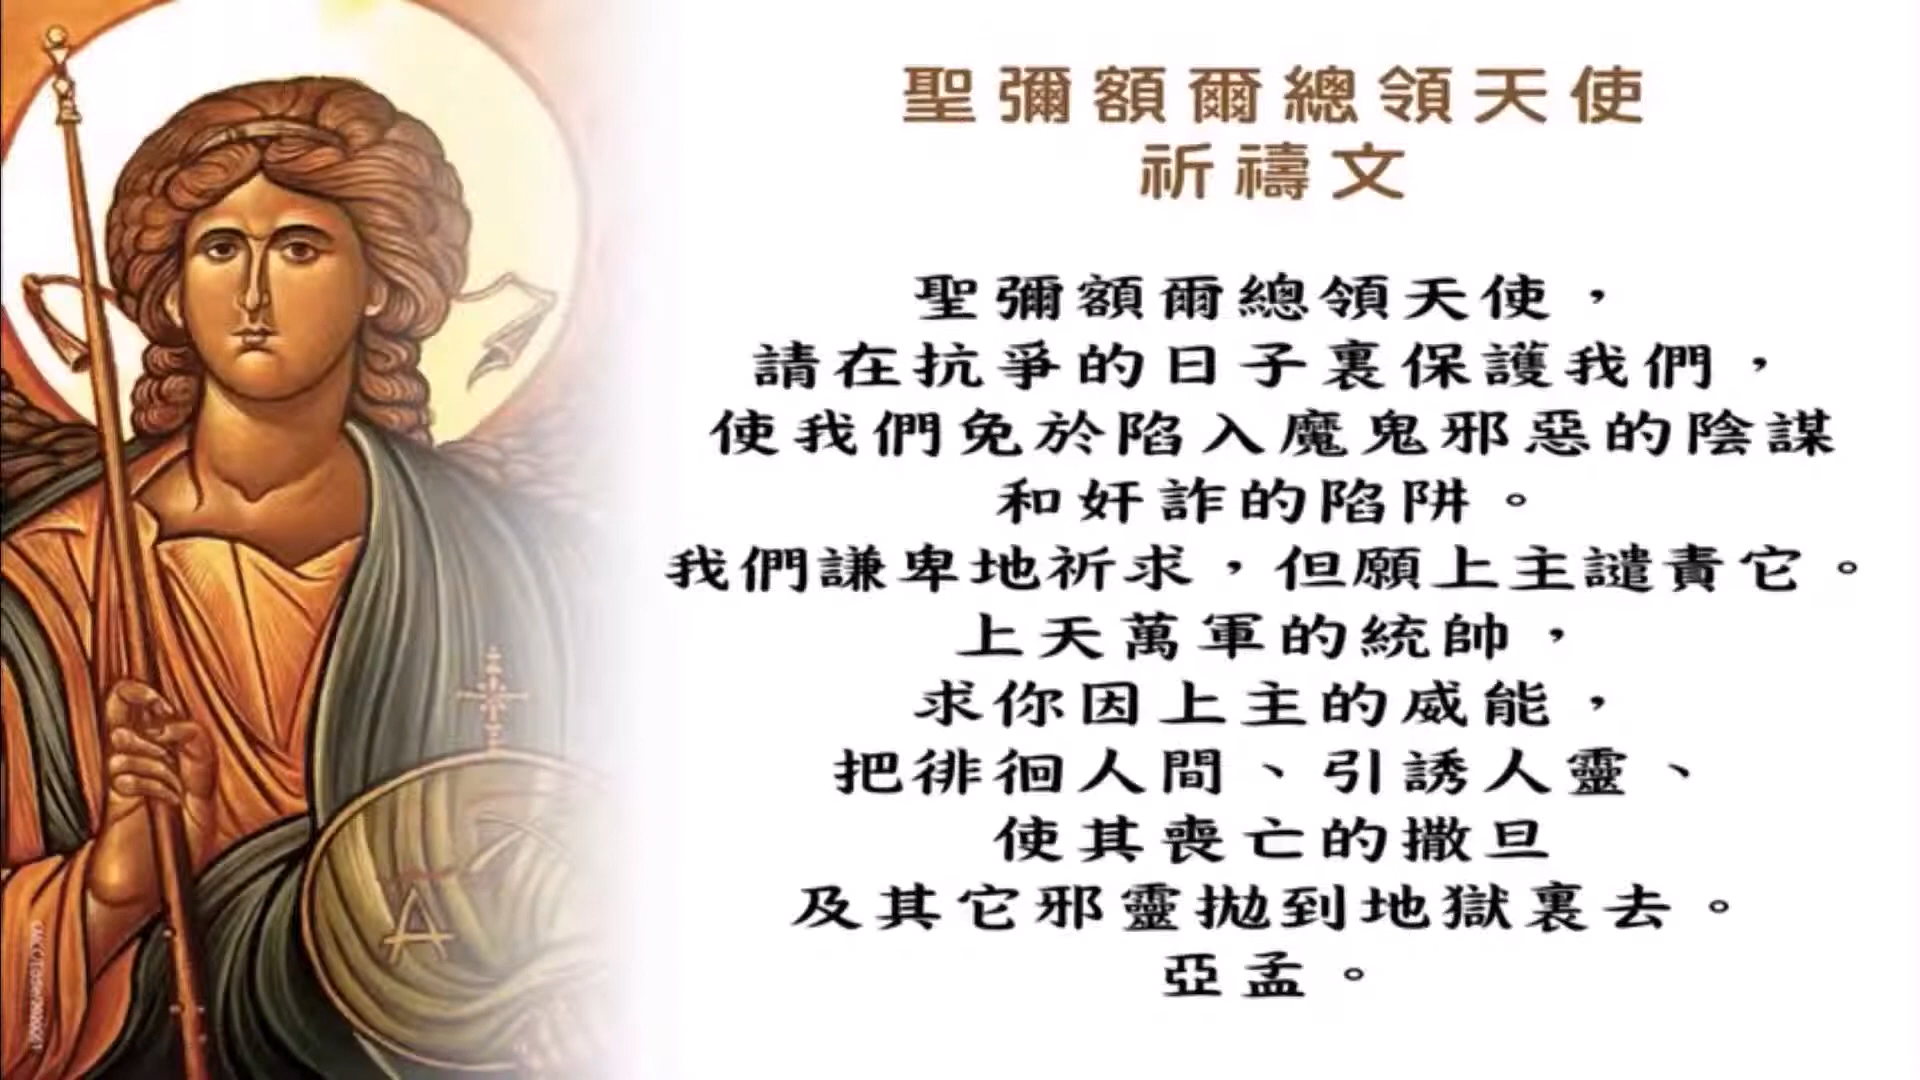 聖彌額爾總領天使
祈禱文
聖彌額爾總領天使，
請在抗爭的日子裏保護我們，
使我們免於陷入魔鬼邪惡的陰謀
和奸詐的陷阱。
我們謙卑地祈求，但願上主譴責它。
上天萬軍的統帥，
求你因上主的威能，
把徘徊人間、引誘人靈、
使其喪亡的撒旦
及其它邪靈拋到地獄裏去。
亞孟。